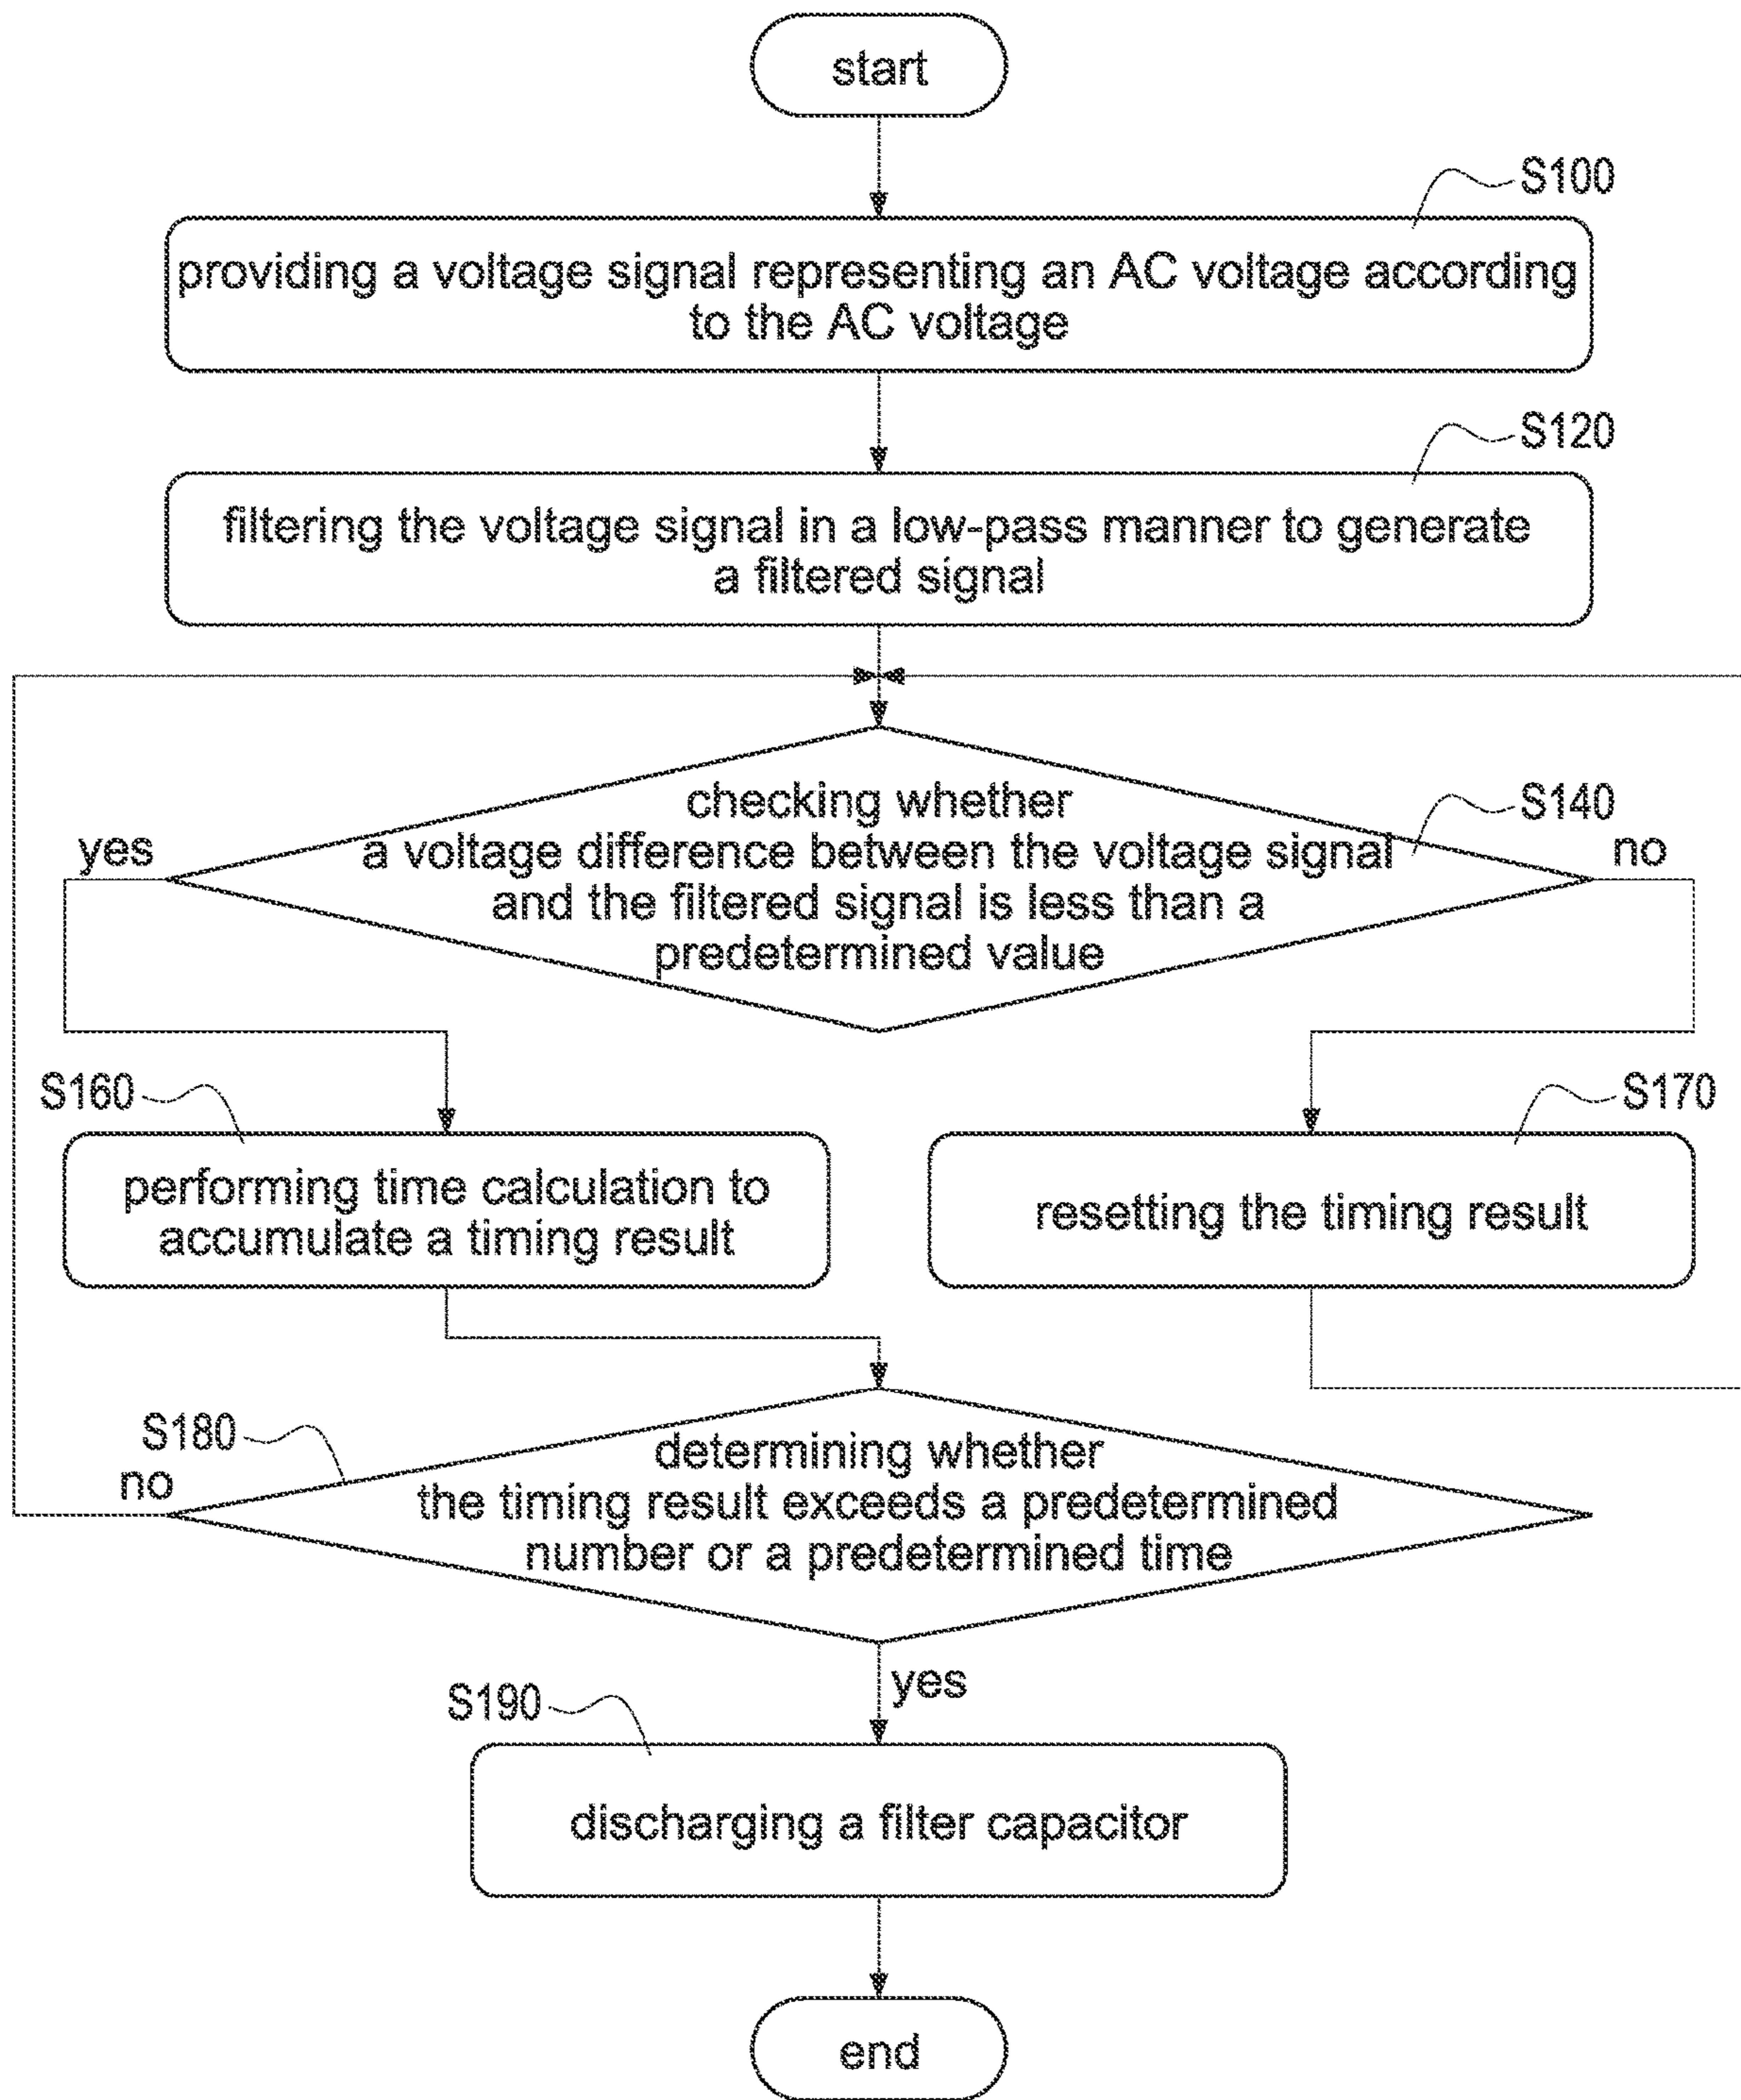 start
S100
providing a voltage signal representing an AC voltage according
to the AC voltage
S120
filtering the voltage signal in a low-pass manner to generate
a filtered signal
S140
checking whether
a voltage difference between the voltage signal
and the filtered signal is less than a
predetermined value
yes
no
S160
performing time calculation to
accumulate a timing result
S170
resetting the timing result
S180
no
determining whether
the timing result exceeds a predetermined
number or a predetermined time
yes
S190
discharging a filter capacitor
end